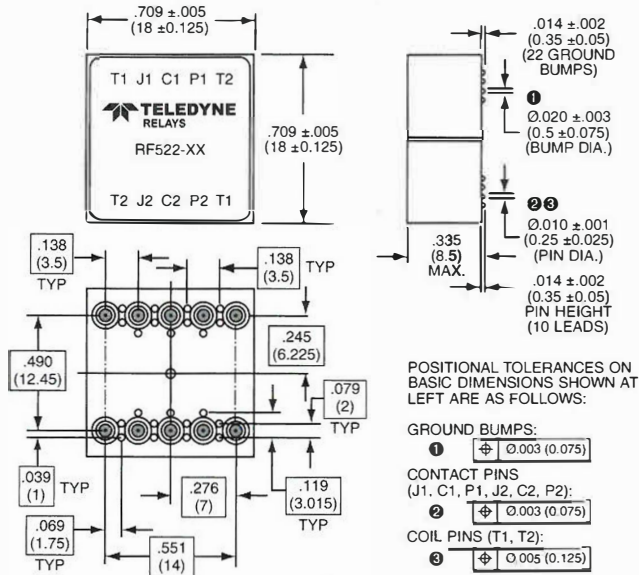 .709 ±.005
(18 ±0.125)
T1 J1 C1 P1 T2
TELEDYNE
RELAYS
RF522-XX
T2 J2 C2 P2 T1
.709 ±.005
(18 ±0.125)
.014 ±.002
(0.35 ±0.05)
(22 GROUND
BUMPS)
❶
Ø.020 ±.003
(0.5 ±0.075)
(BUMP DIA.)
❷❸
Ø.010 ±.001
(0.25 ±0.025)
(PIN DIA.)
.335
(8.5)
MAX.
.014 ±.002
(0.35 ±0.05)
PIN HEIGHT
(10 LEADS)
.138
(3.5)
TYP
.138
(3.5)
TYP
.245
(6.225)
.490
(12.45)
.079
(2)
TYP
.039
(1)
TYP
.276
(7)
.119
(3.015)
TYP
.069
(1.75)
TYP
.551
(14)
POSITIONAL TOLERANCES ON
BASIC DIMENSIONS SHOWN AT
LEFT ARE AS FOLLOWS:
GROUND BUMPS:
❶ ⌖ Ø.003 (0.075)
CONTACT PINS
(J1, C1, P1, J2, C2, P2):
❷ ⌖ Ø.003 (0.075)
COIL PINS (T1, T2):
❸ ⌖ Ø.005 (0.125)